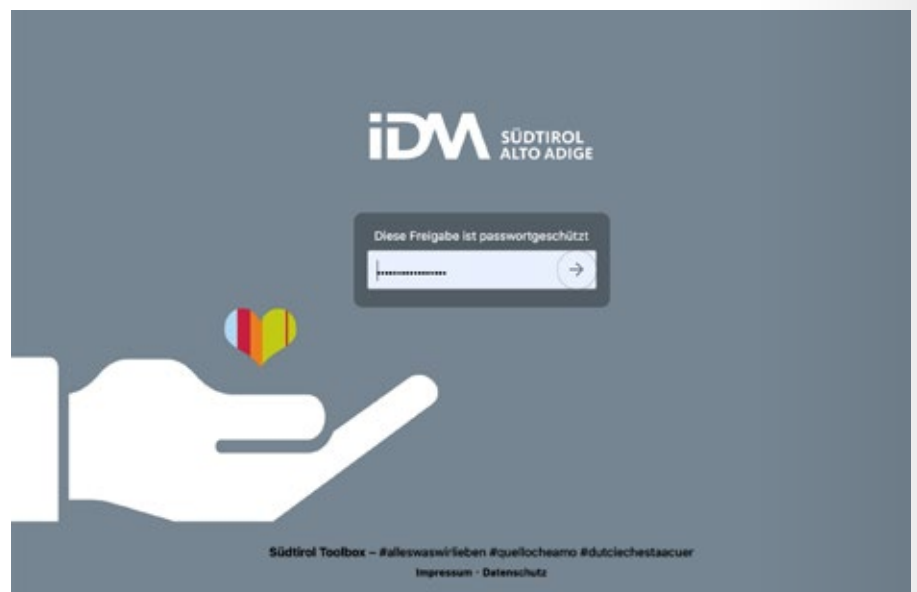 iDM SÜDTIROL
ALTO ADIGE
Diese Freigabe ist passwortgeschützt
Südtirol Toolbox – #alleswaswirlieben #quellocheamo #dutciechestaacuer
Impressum · Datenschutz